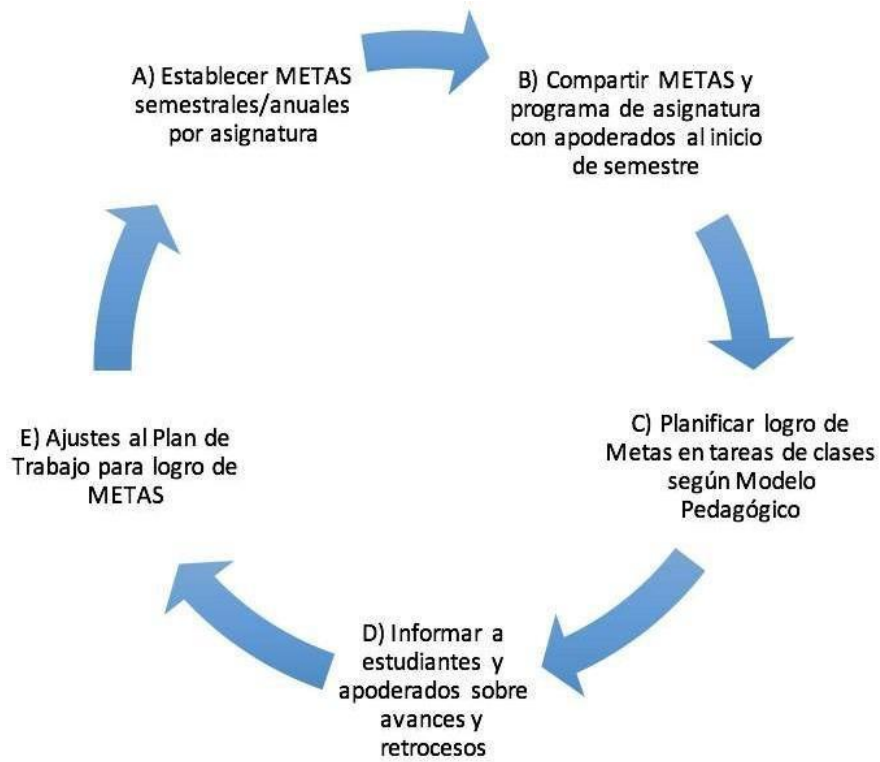 A) Establecer METAS
semestrales/anuales
por asignatura
B) Compartir METAS y
programa de asignatura
con apoderados al inicio
de semestre
C) Planificar logro de
Metas en tareas de clases
según Modelo
Pedagógico
D) Informar a
estudiantes y
apoderados sobre
avances y
retrocesos
E) Ajustes al Plan de
Trabajo para logro de
METAS